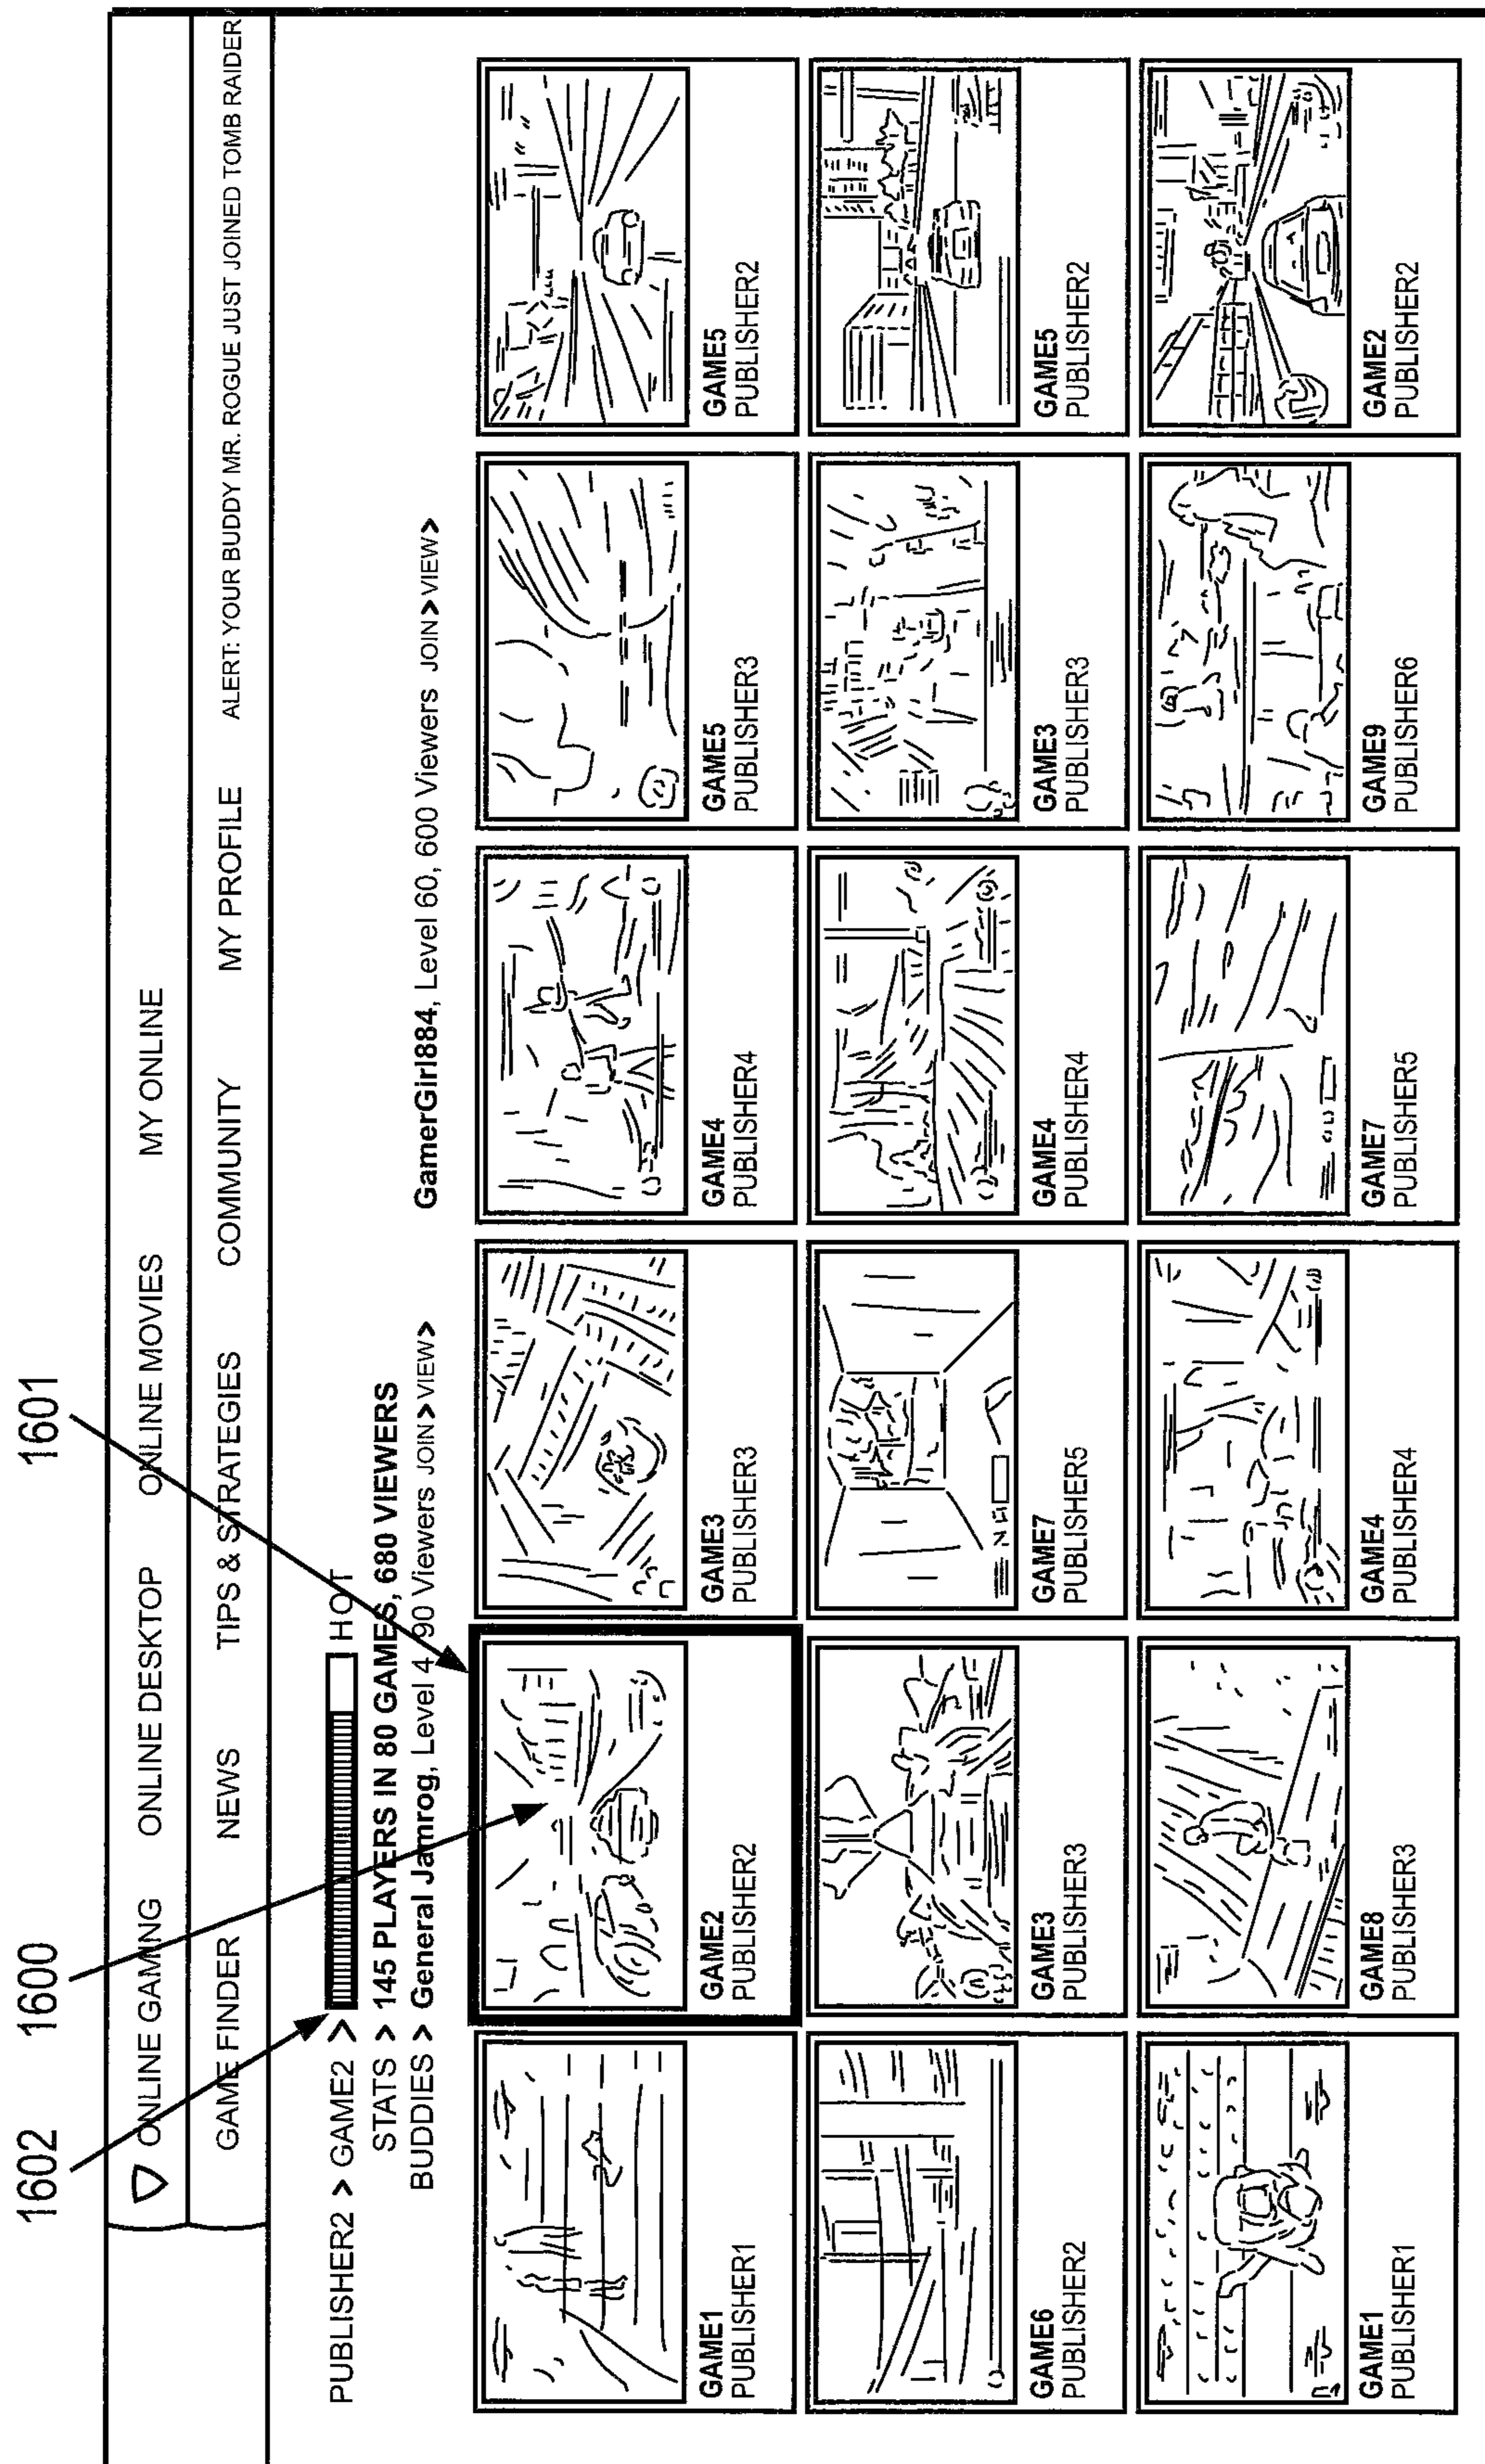 1602
1600
1601
ONLINE GAMING ONLINE DESKTOP ONLINE MOVIES MY ONLINE
GAME FINDER NEWS TIPS & STRATEGIES COMMUNITY MY PROFILE ALERT: YOUR BUDDY MR. ROGUE JUST JOINED TOMB RAIDER
PUBLISHER2 > GAME2 > HOT
STATS > 145 PLAYERS IN 80 GAMES, 680 VIEWERS
BUDDIES > General Jamrog, Level 4 90 Viewers JOIN > VIEW > GamerGirl884, Level 60, 600 Viewers JOIN > VIEW >
GAME1 GAME2 GAME3 GAME4 GAME5 GAME5
PUBLISHER1 PUBLISHER2 PUBLISHER3 PUBLISHER4 PUBLISHER3 PUBLISHER2
GAME6 GAME3 GAME7 GAME4 GAME3 GAME5
PUBLISHER2 PUBLISHER3 PUBLISHER5 PUBLISHER4 PUBLISHER3 PUBLISHER2
GAME1 GAME8 GAME4 GAME7 GAME9 GAME2
PUBLISHER1 PUBLISHER3 PUBLISHER4 PUBLISHER5 PUBLISHER6 PUBLISHER2